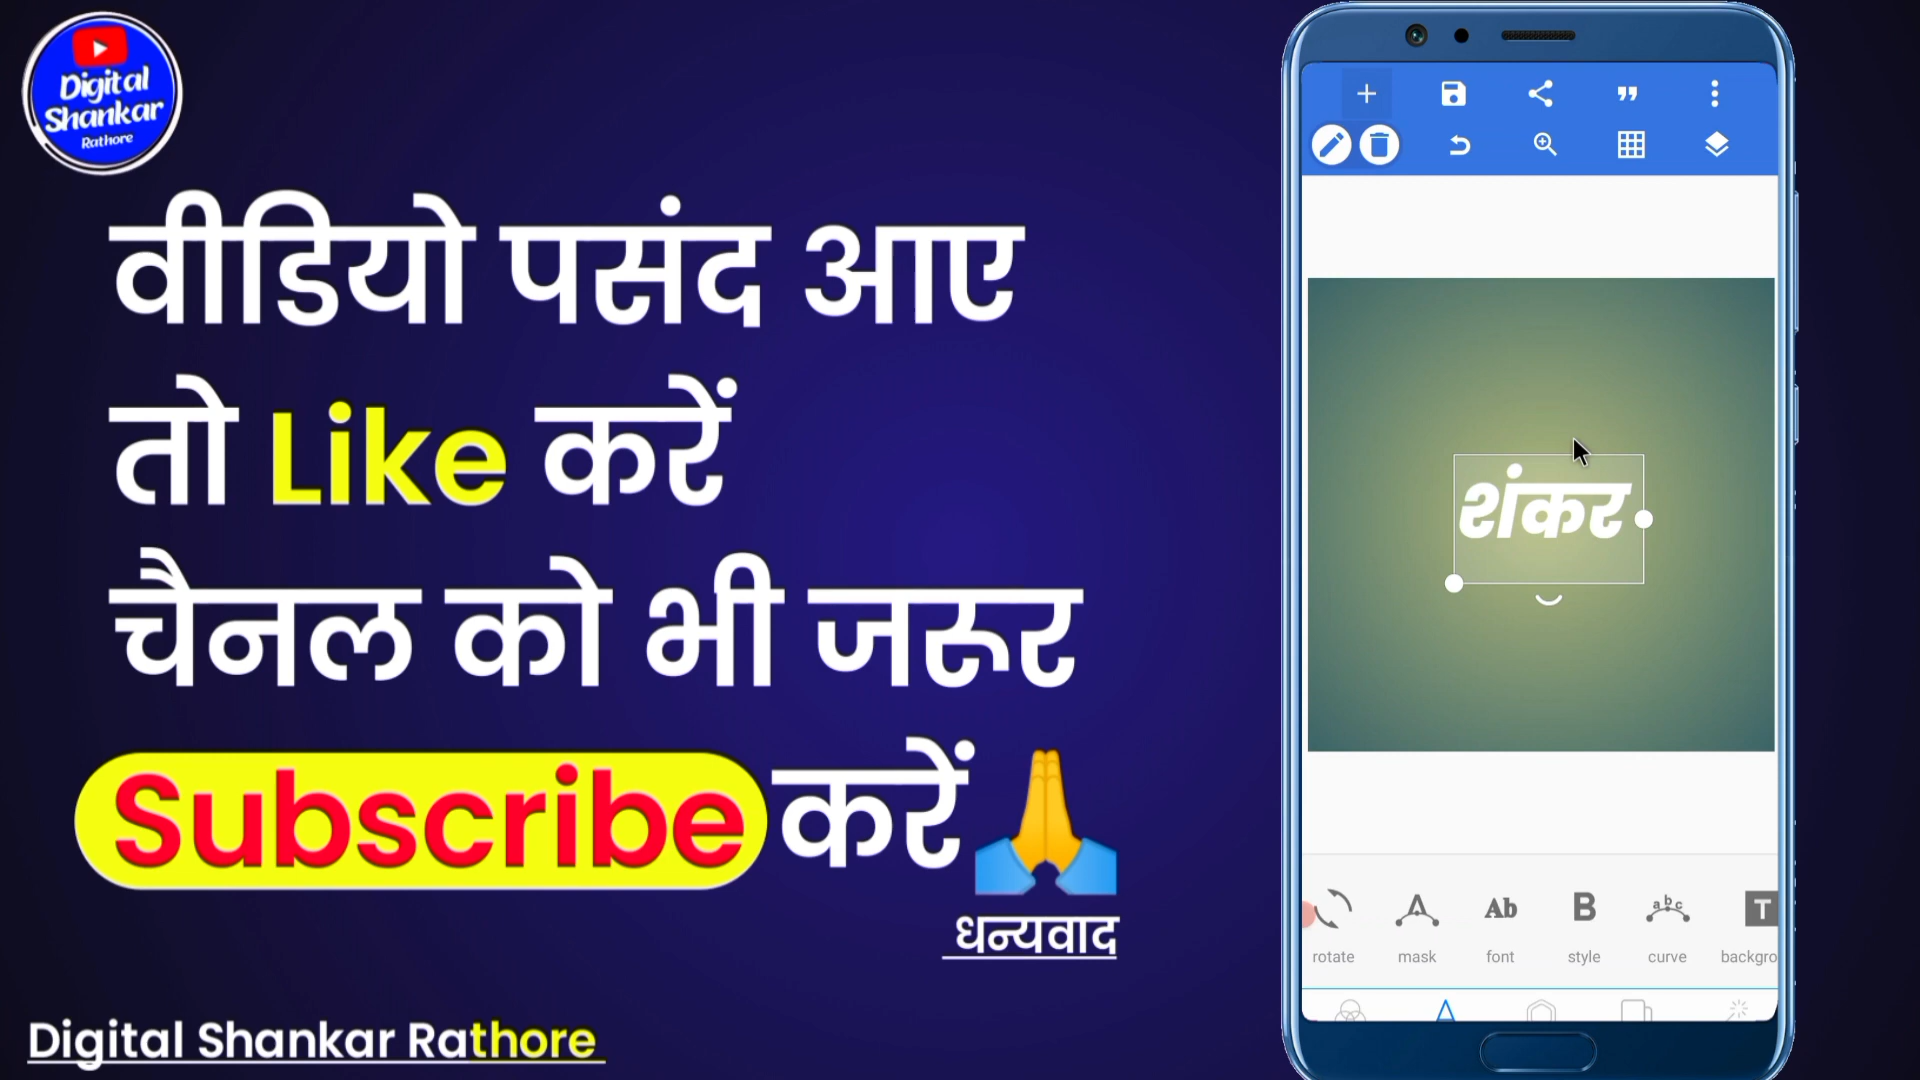 Digital
Shankar
Rathore
वीडियो पसंद आए
तो Like करें
चैनल को भी जरूर
Subscribe करें
धन्यवाद
Digital Shankar Rathore
शंकर
Ab
B
abc
T
rotate mask font style curve backgro